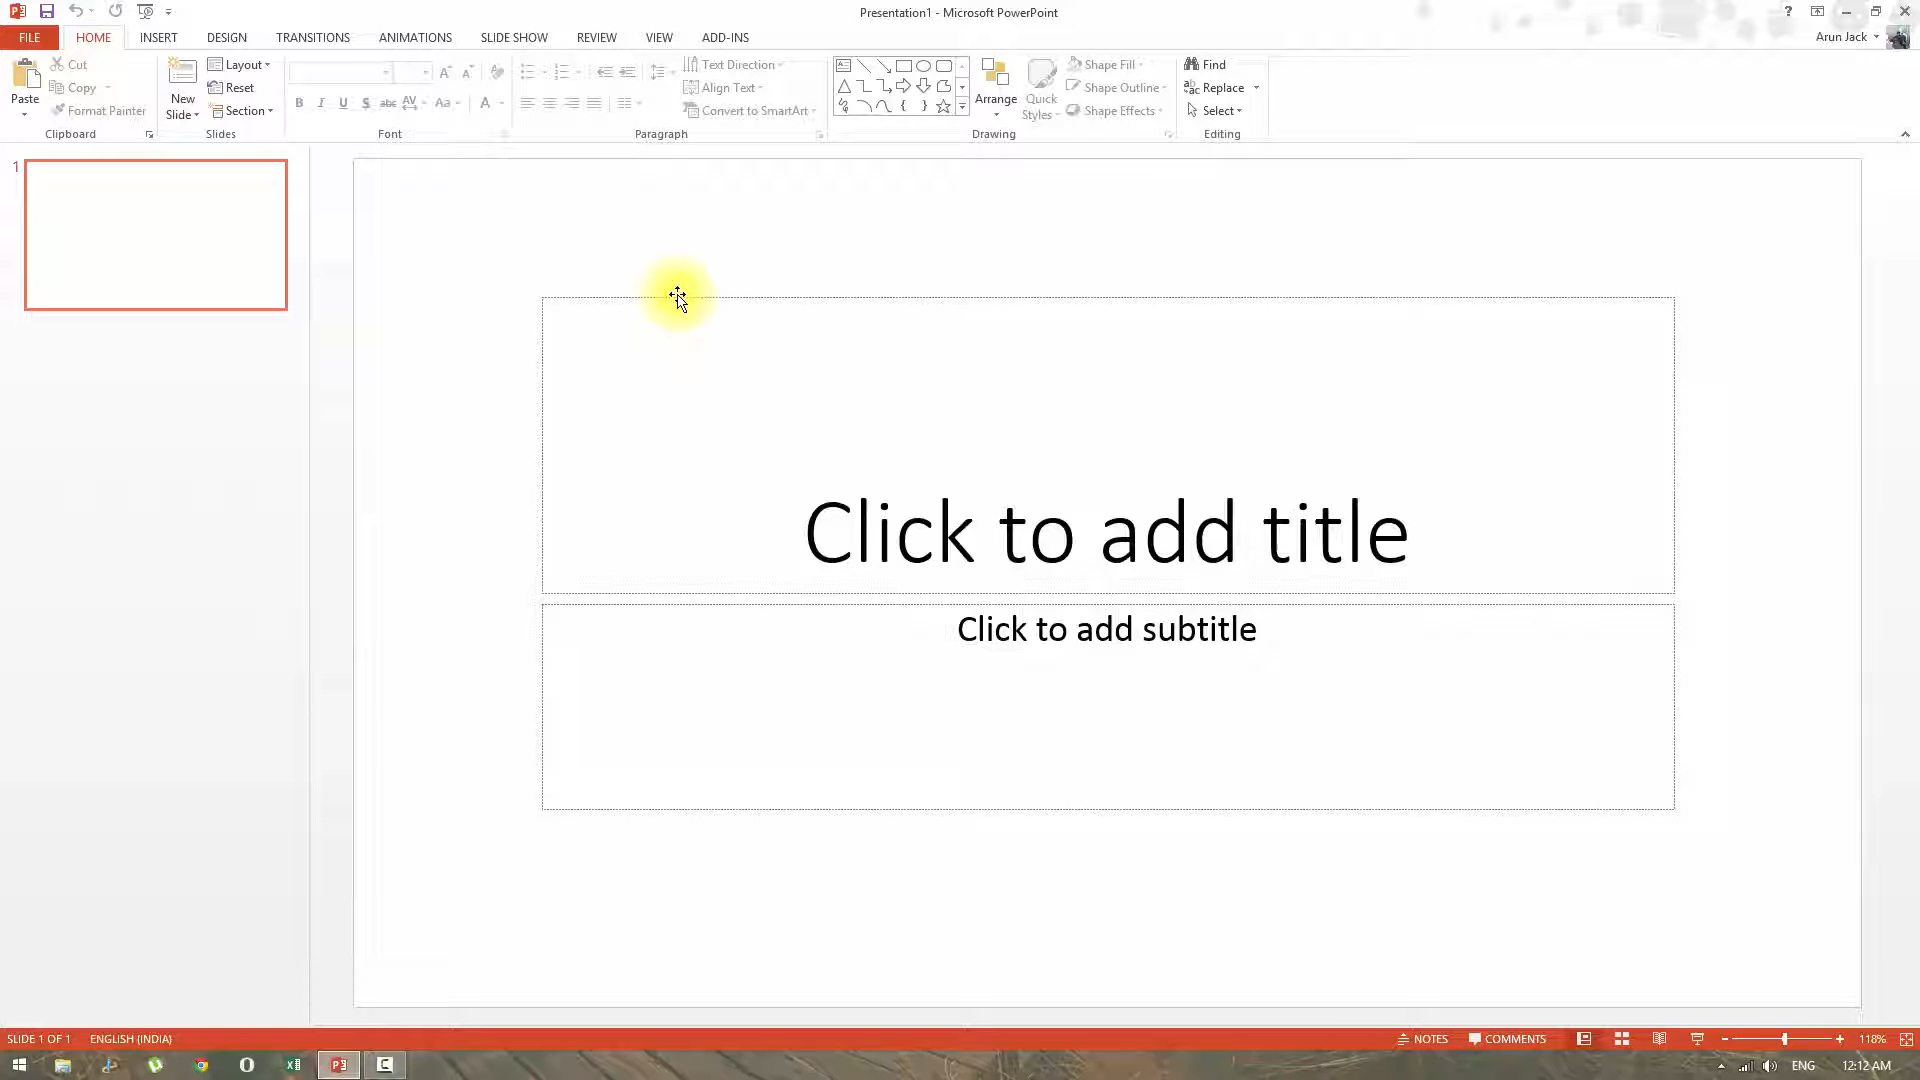 Presentation1 - Microsoft PowerPoint
FILE HOME INSERT DESIGN TRANSITIONS ANIMATIONS SLIDE SHOW REVIEW VIEW ADD-INS
Arun Jack
Paste
Cut
Copy
Format Painter
Clipboard
New
Slide
Layout
Reset
Section
Slides
B I U S abc AV Aa A
Font
Text Direction
Align Text
Convert to SmartArt
Paragraph
Arrange
Quick
Styles
Shape Fill
Shape Outline
Shape Effects
Drawing
Find
Replace
Select
Editing
1
Click to add title
Click to add subtitle
SLIDE 1 OF 1 ENGLISH (INDIA)
NOTES COMMENTS 118%
ENG 12:12 AM